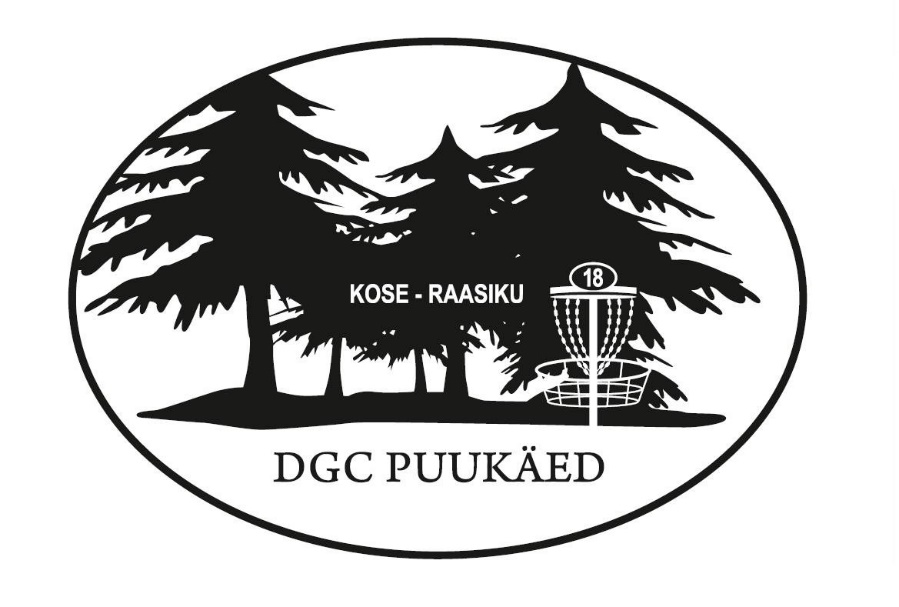 18
KOSE - RAASIKU
DGC PUUKÄED